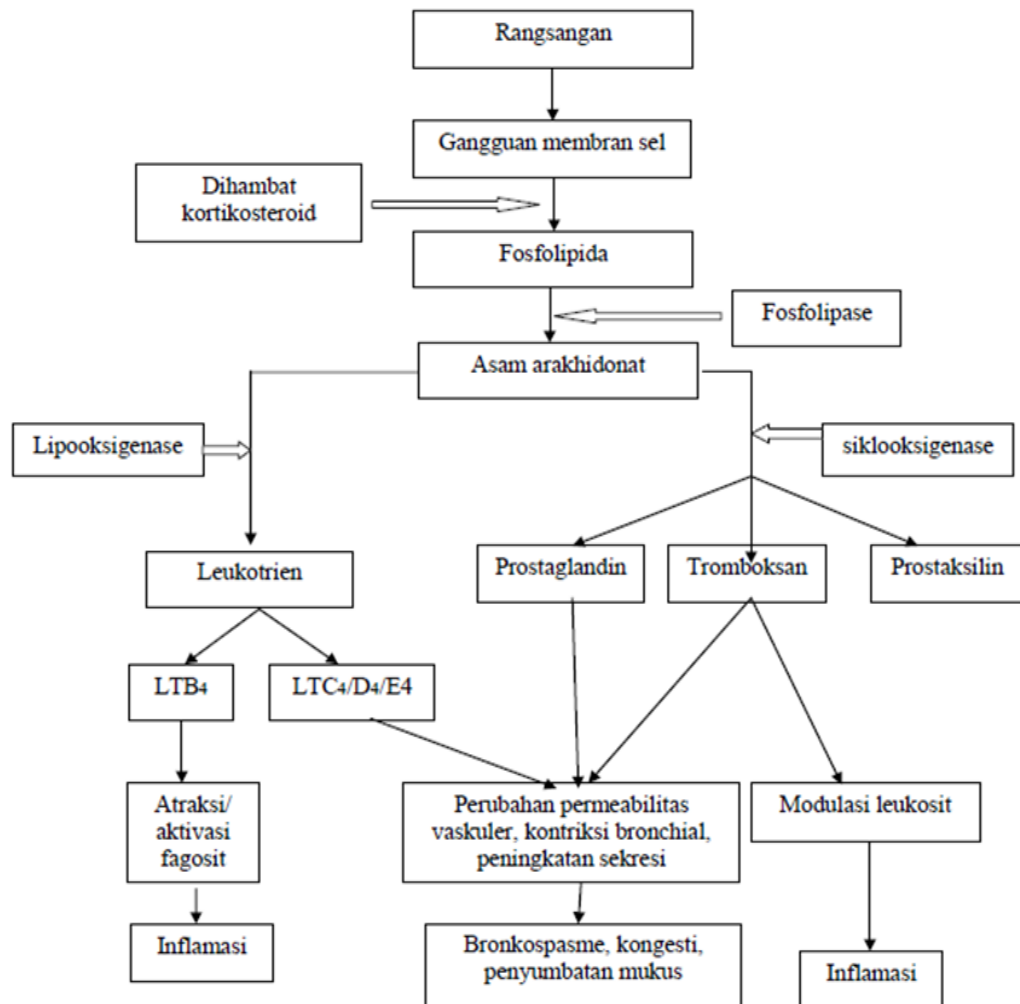 Rangsangan
Gangguan membran sel
Dihambat
kortikosteroid
Fosfolipida
Fosfolipase
Asam arakhidonat
Lipooksigenase
siklooksigenase
Leukotrien
Prostaglandin
Tromboksan
Prostaksilin
LTB₄
LTC₄/D₄/E4
Atraksi/
aktivasi
fagosit
Perubahan permeabilitas
vaskuler, kontriksi bronchial,
peningkatan sekresi
Modulasi leukosit
Inflamasi
Bronkospasme, kongesti,
penyumbatan mukus
Inflamasi